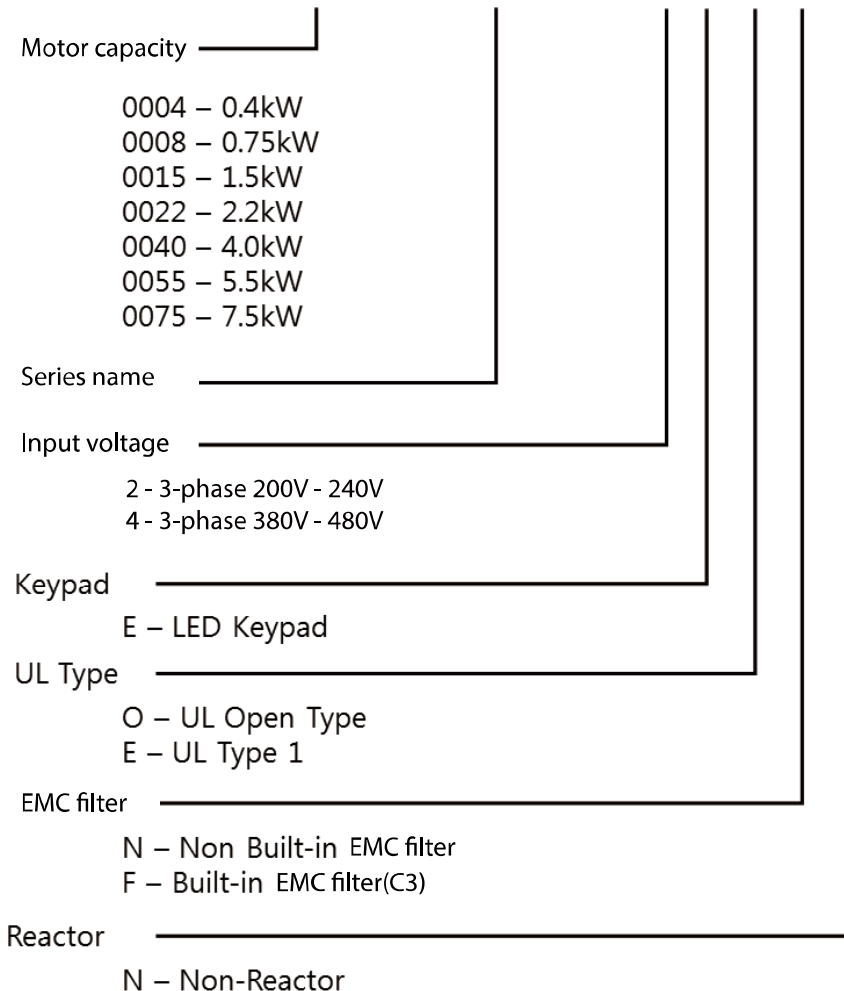 Motor capacity
0004 – 0.4kW
0008 – 0.75kW
0015 – 1.5kW
0022 – 2.2kW
0040 – 4.0kW
0055 – 5.5kW
0075 – 7.5kW
Series name
Input voltage
2 - 3-phase 200V - 240V
4 - 3-phase 380V - 480V
Keypad
E – LED Keypad
UL Type
O – UL Open Type
E – UL Type 1
EMC filter
N – Non Built-in EMC filter
F – Built-in EMC filter(C3)
Reactor
N – Non-Reactor